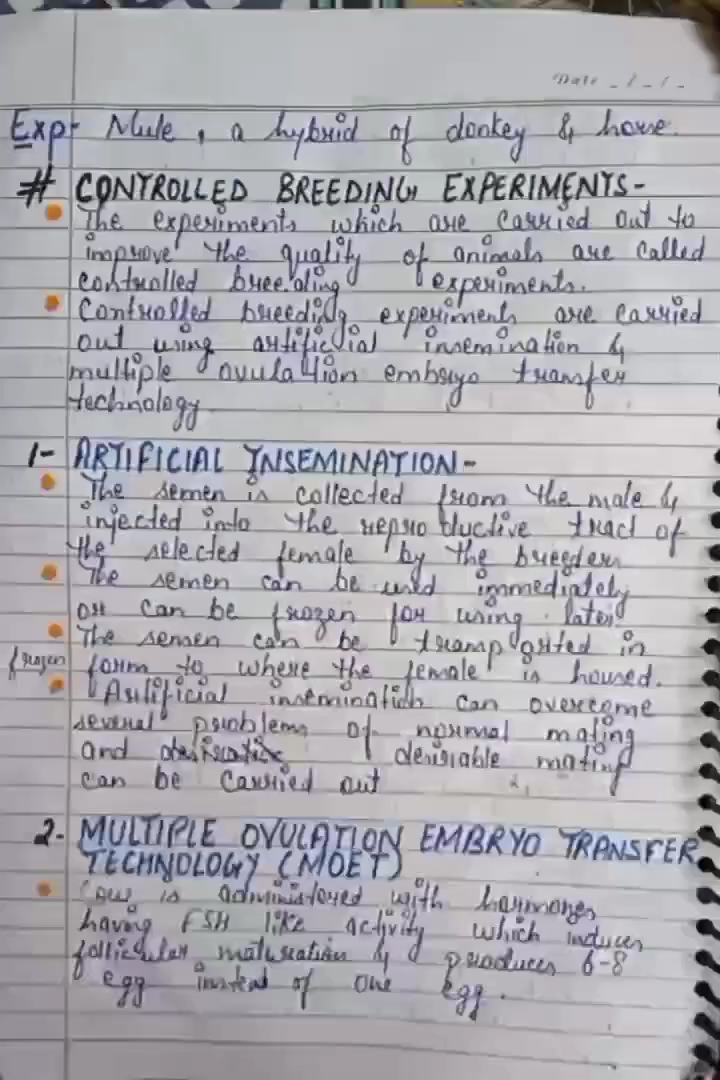 Date _ / _ / _
Exp- Mule, a hybrid of donkey & horse.
# CONTROLLED BREEDING EXPERIMENTS-
The experiments which are carried out to
improve the quality of animals are called
controlled breeding experiments.
Controlled breeding experiments are carried
out using artificial insemination &
multiple ovulation embryo transfer
technology
1- ARTIFICIAL INSEMINATION-
The semen is collected from the male &
injected into the reproductive tract of
the selected female by the breeder
The semen can be used immediately
or can be frozen for using later
The semen can be transported in
frozen form to where the female is housed.
Artificial insemination can overcome
several problems of normal mating
and desirable mating
can be carried out
2- MULTIPLE OVULATION EMBRYO TRANSFER
TECHNOLOGY (MOET)
Cow is administered with harmones
having FSH like activity which induces
follicular maturation & produces 6-8
egg instead of one egg.